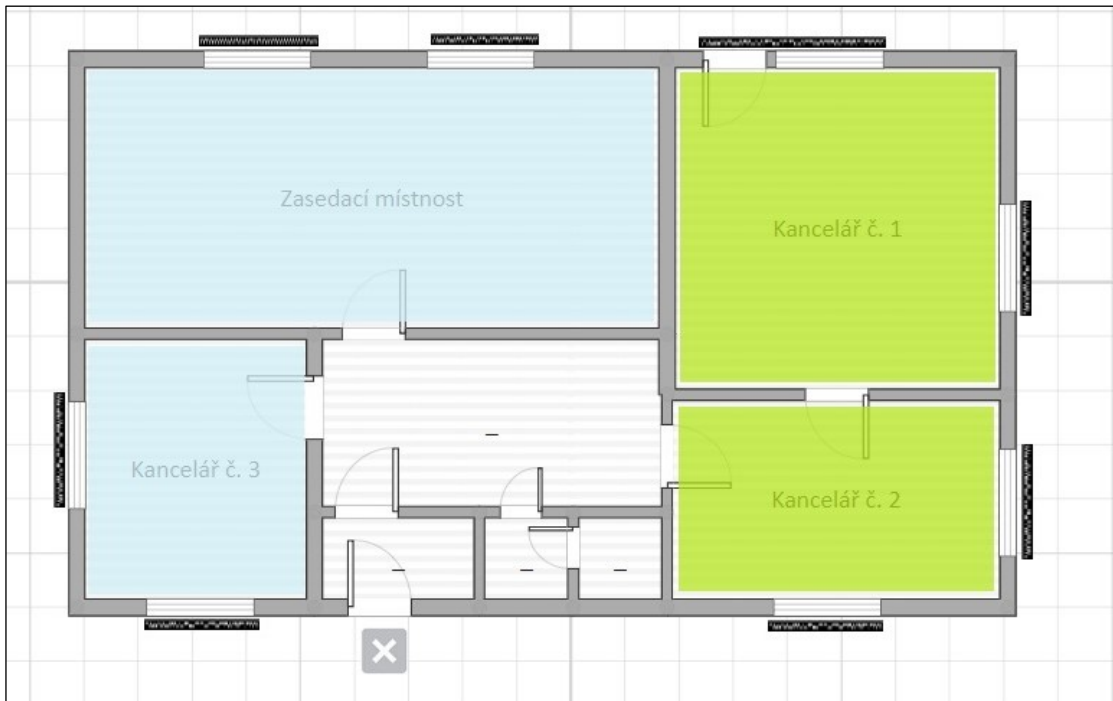 Zasedací místnost
Kancelář č. 1
Kancelář č. 3
Kancelář č. 2